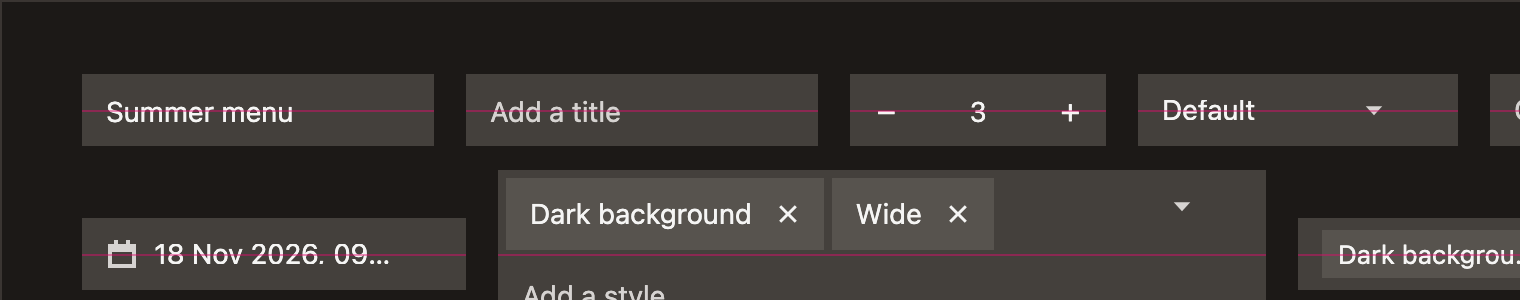 Summer menu
Add a title
− 3 +
Default
Dark background ×
Wide ×
18 Nov 2026, 09...
Add a style
Dark backgrou...